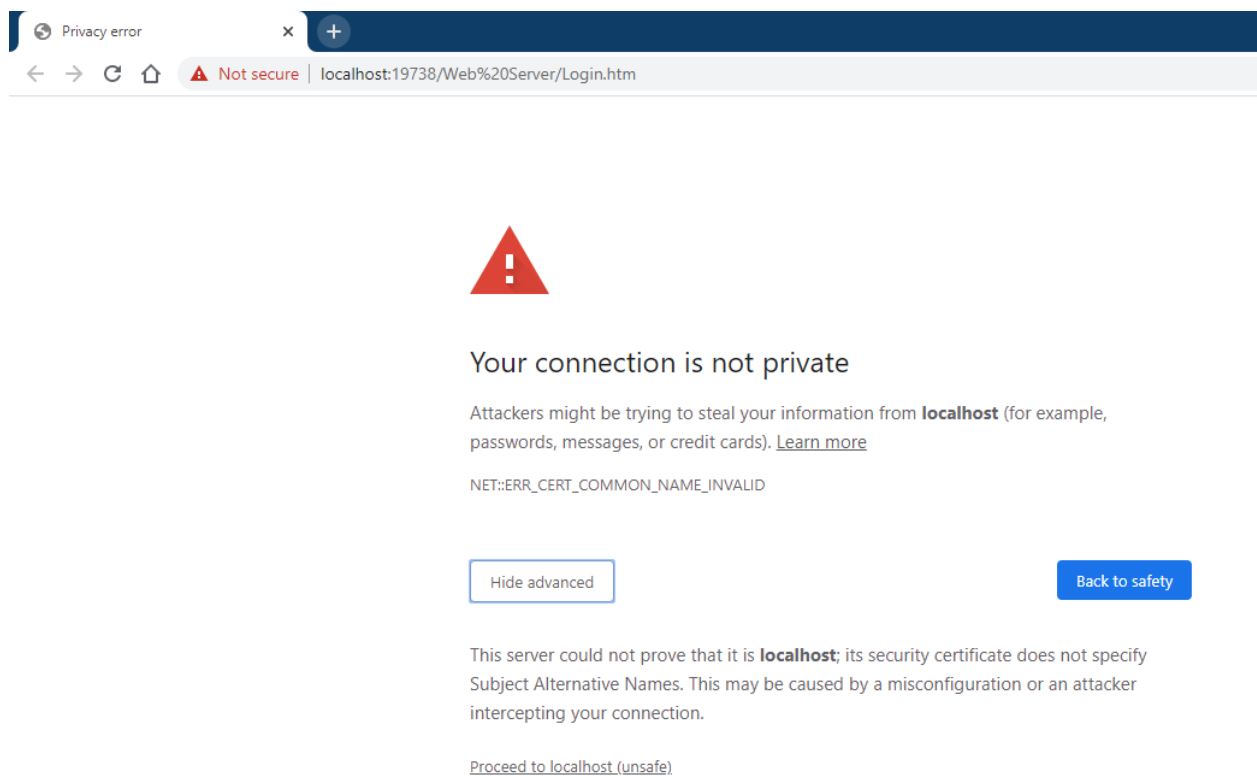 Privacy error
Not secure | localhost:19738/Web%20Server/Login.htm
Your connection is not private
Attackers might be trying to steal your information from localhost (for example,
passwords, messages, or credit cards). Learn more
NET::ERR_CERT_COMMON_NAME_INVALID
Hide advanced
Back to safety
This server could not prove that it is localhost; its security certificate does not specify
Subject Alternative Names. This may be caused by a misconfiguration or an attacker
intercepting your connection.
Proceed to localhost (unsafe)